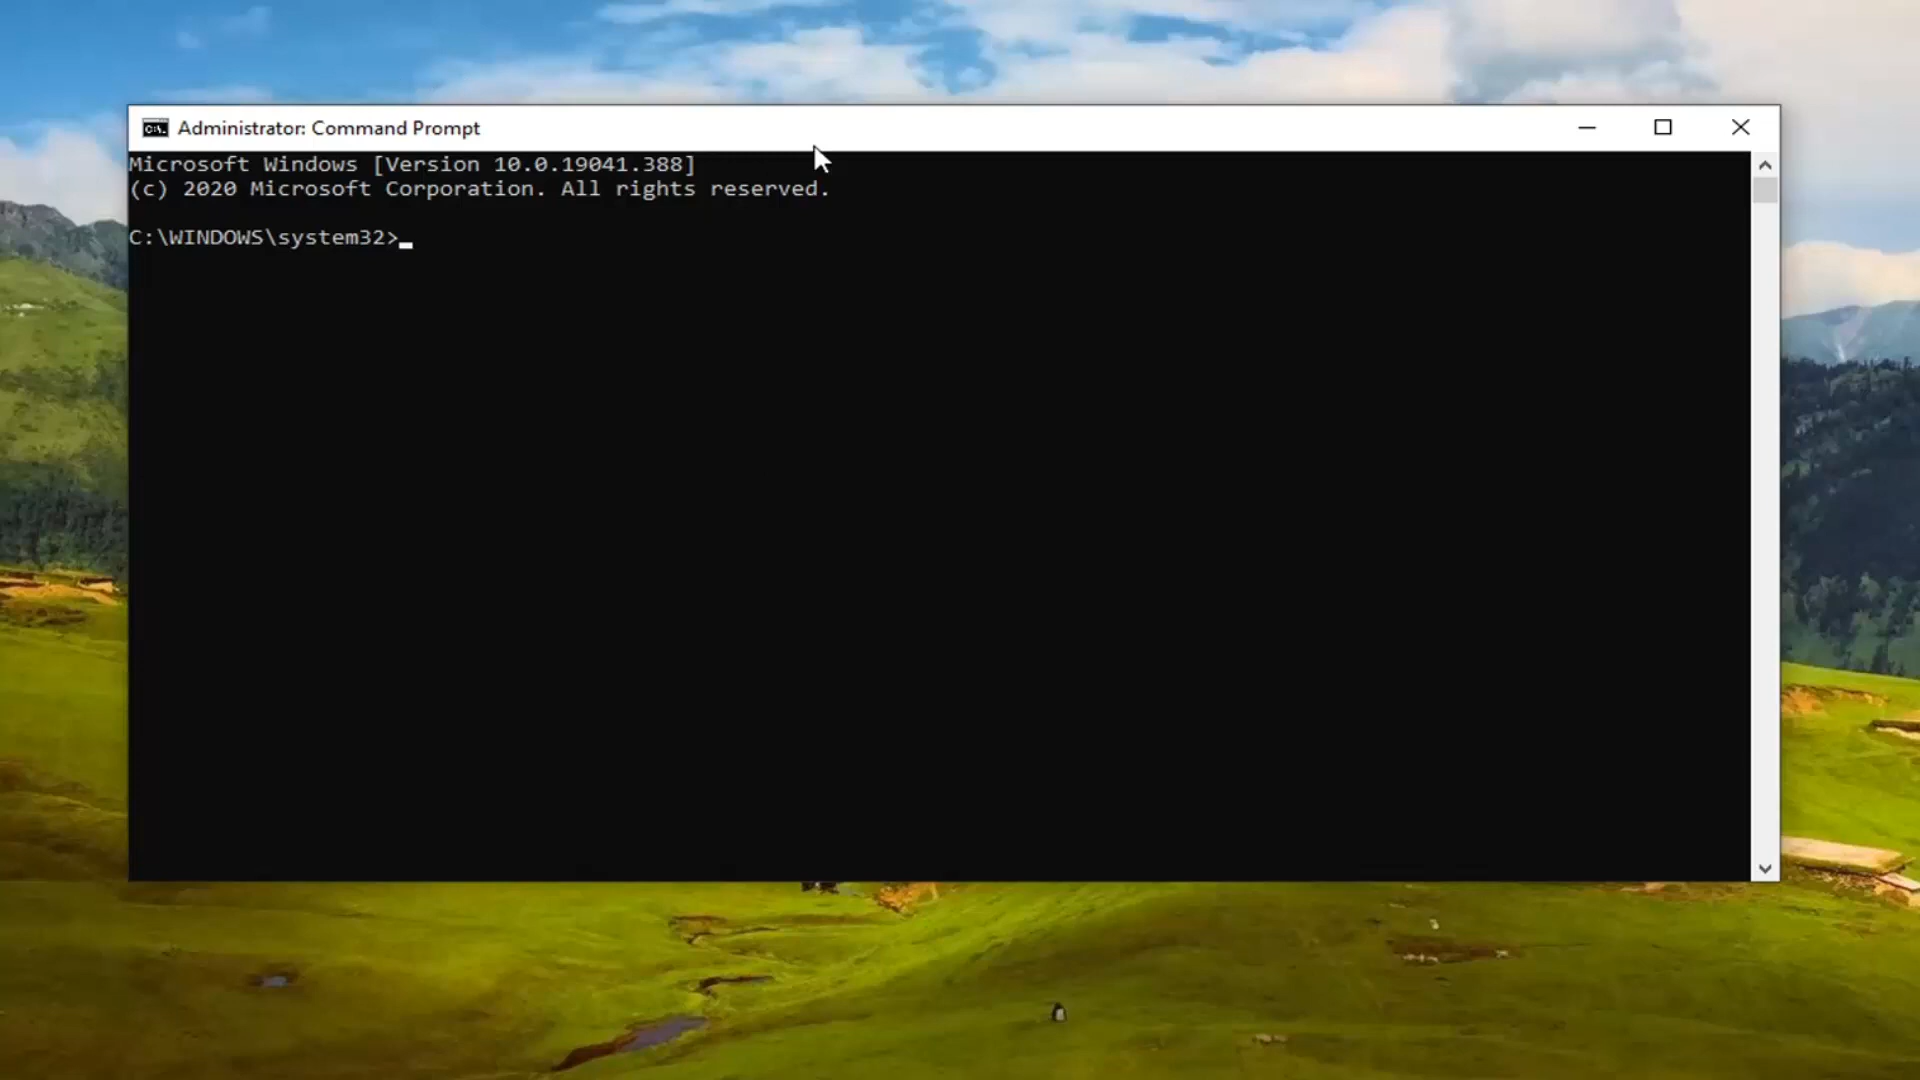 Administrator: Command Prompt
Microsoft Windows [Version 10.0.19041.388]
(c) 2020 Microsoft Corporation. All rights reserved.
C:\WINDOWS\system32>